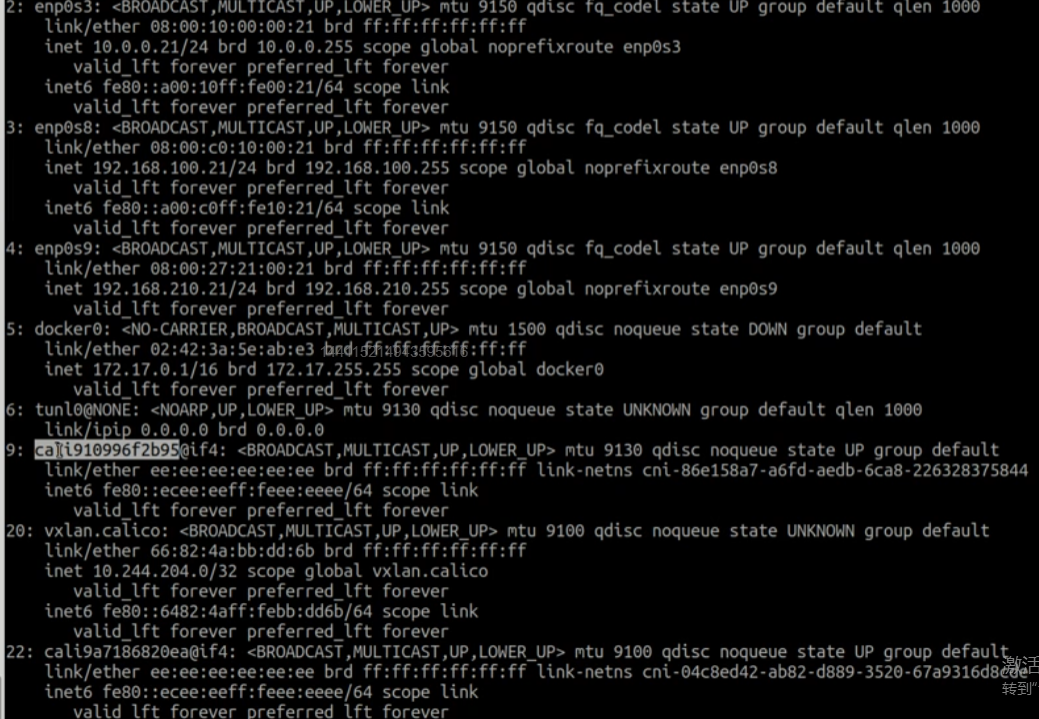 2: enp0s3: <BROADCAST,MULTICAST,UP,LOWER_UP> mtu 9150 qdisc fq_codel state UP group default qlen 1000
link/ether 08:00:10:00:00:21 brd ff:ff:ff:ff:ff:ff
inet 10.0.0.21/24 brd 10.0.0.255 scope global noprefixroute enp0s3
valid_lft forever preferred_lft forever
inet6 fe80::a00:10ff:fe00:21/64 scope link
valid_lft forever preferred_lft forever
3: enp0s8: <BROADCAST,MULTICAST,UP,LOWER_UP> mtu 9150 qdisc fq_codel state UP group default qlen 1000
link/ether 08:00:c0:10:00:21 brd ff:ff:ff:ff:ff:ff
inet 192.168.100.21/24 brd 192.168.100.255 scope global noprefixroute enp0s8
valid_lft forever preferred_lft forever
inet6 fe80::a00:c0ff:fe10:21/64 scope link
valid_lft forever preferred_lft forever
4: enp0s9: <BROADCAST,MULTICAST,UP,LOWER_UP> mtu 9150 qdisc fq_codel state UP group default qlen 1000
link/ether 08:00:27:21:00:21 brd ff:ff:ff:ff:ff:ff
inet 192.168.210.21/24 brd 192.168.210.255 scope global noprefixroute enp0s9
valid_lft forever preferred_lft forever
5: docker0: <NO-CARRIER,BROADCAST,MULTICAST,UP> mtu 1500 qdisc noqueue state DOWN group default
link/ether 02:42:3a:5e:ab:e3 brd ff:ff:ff:ff:ff:ff
inet 172.17.0.1/16 brd 172.17.255.255 scope global docker0
valid_lft forever preferred_lft forever
6: tunl0@NONE: <NOARP,UP,LOWER_UP> mtu 9130 qdisc noqueue state UNKNOWN group default qlen 1000
link/ipip 0.0.0.0 brd 0.0.0.0
9: cali910996f2b95@if4: <BROADCAST,MULTICAST,UP,LOWER_UP> mtu 9130 qdisc noqueue state UP group default
link/ether ee:ee:ee:ee:ee:ee brd ff:ff:ff:ff:ff:ff link-netns cni-86e158a7-a6fd-aedb-6ca8-226328375844
inet6 fe80::ecee:eeff:feee:eeee/64 scope link
valid_lft forever preferred_lft forever
20: vxlan.calico: <BROADCAST,MULTICAST,UP,LOWER_UP> mtu 9100 qdisc noqueue state UNKNOWN group default
link/ether 66:82:4a:bb:dd:6b brd ff:ff:ff:ff:ff:ff
inet 10.244.204.0/32 scope global vxlan.calico
valid_lft forever preferred_lft forever
inet6 fe80::6482:4aff:febb:dd6b/64 scope link
valid_lft forever preferred_lft forever
22: cali9a7186820ea@if4: <BROADCAST,MULTICAST,UP,LOWER_UP> mtu 9100 qdisc noqueue state UP group default
link/ether ee:ee:ee:ee:ee:ee brd ff:ff:ff:ff:ff:ff link-netns
inet6 fe80::ecee:eeff:feee:eeee/64 scope link
valid_lft forever preferred_lft forever
激活
转到"